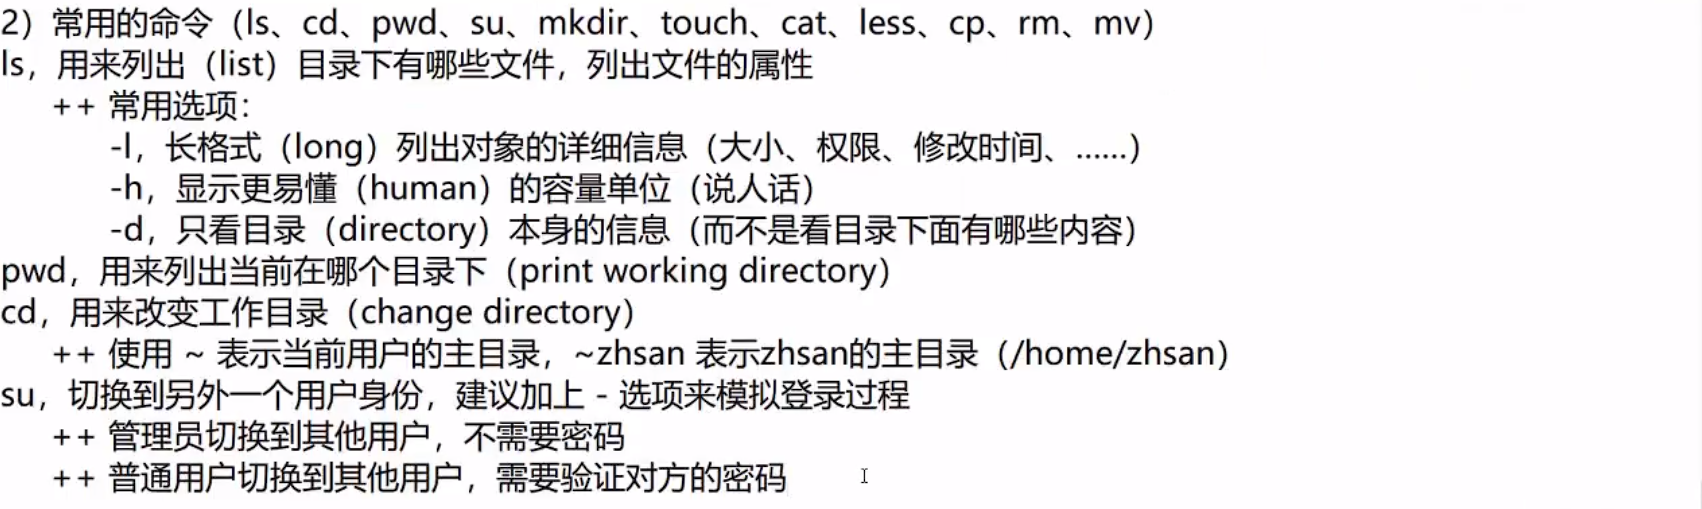 2）常用的命令（ls、cd、pwd、su、mkdir、touch、cat、less、cp、rm、mv）
ls，用来列出（list）目录下有哪些文件，列出文件的属性
++ 常用选项：
-l，长格式（long）列出对象的详细信息（大小、权限、修改时间、……）
-h，显示更易懂（human）的容量单位（说人话）
-d，只看目录（directory）本身的信息（而不是看目录下面有哪些内容）
pwd，用来列出当前在哪个目录下（print working directory）
cd，用来改变工作目录（change directory）
++ 使用 ~ 表示当前用户的主目录，~zhsan 表示zhsan的主目录（/home/zhsan）
su，切换到另外一个用户身份，建议加上 - 选项来模拟登录过程
++ 管理员切换到其他用户，不需要密码
++ 普通用户切换到其他用户，需要验证对方的密码